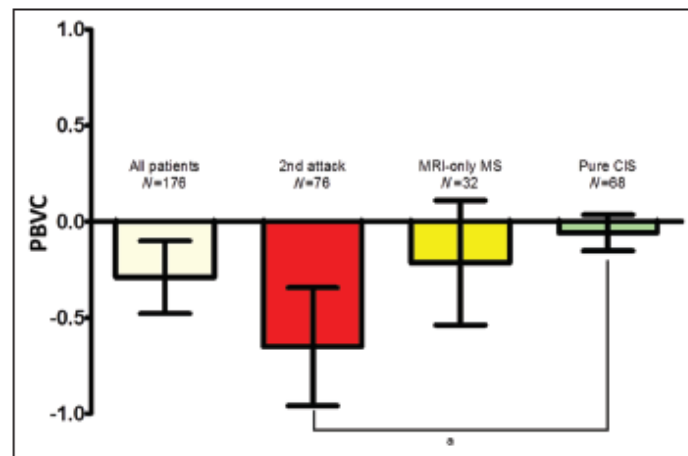 1.0
0.5
All patients 2nd attack MRI-only MS Pure CIS
N=176 N=76 N=32 N=68
0.0
PBVC
-0.5
-1.0
a